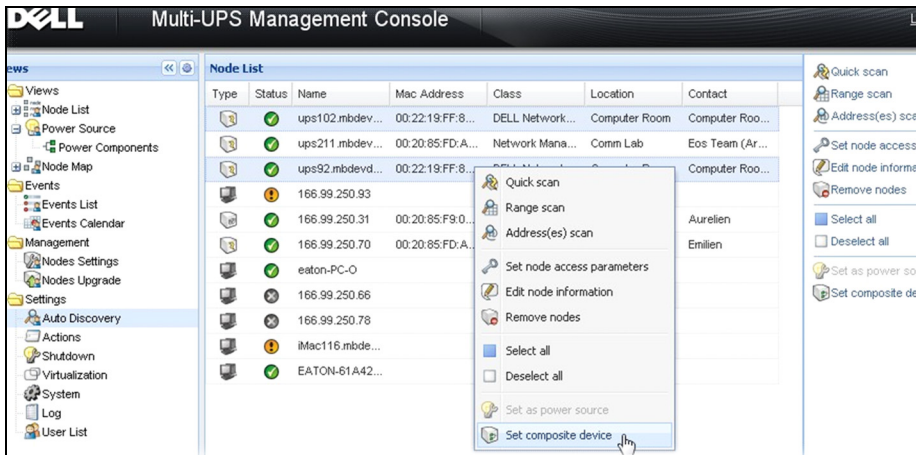 DELL Multi-UPS Management Console
ews
Views
Node List
Power Source
Power Components
Node Map
Events
Events List
Events Calendar
Management
Nodes Settings
Nodes Upgrade
Settings
Auto Discovery
Actions
Shutdown
Virtualization
System
Log
User List
Node List
Type Status Name Mac Address Class Location Contact
ups102.mbdev... 00:22:19:FF:8... DELL Network... Computer Room Computer Roo...
ups211.mbdev... 00:20:85:FD:A... Network Mana... Comm Lab Eos Team (Ar...
ups92.mbdevd... 00:22:19:FF:8... Computer Roo...
166.99.250.93
166.99.250.31 00:20:85:F9:0... Aurelien
166.99.250.70 00:20:85:FD:A... Emilien
eaton-PC-O
166.99.250.66
166.99.250.78
iMac116.mbde...
EATON-61A42...
Quick scan
Range scan
Address(es) scan
Set node access parameters
Edit node information
Remove nodes
Select all
Deselect all
Set as power source
Set composite device
Quick scan
Range scan
Address(es) sca
Set node access
Edit node informa
Remove nodes
Select all
Deselect all
Set as power so
Set composite de